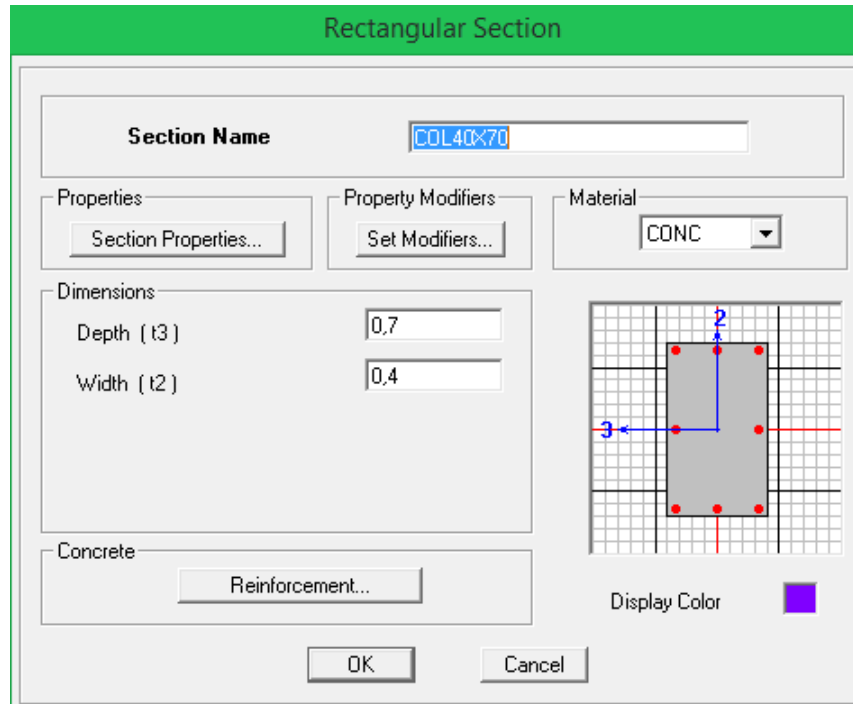 Rectangular Section
Section Name
COL40X70
Properties
Section Properties...
Property Modifiers
Set Modifiers...
Material
CONC
Dimensions
Depth ( t3 )
0,7
Width ( t2 )
0,4
2
3
Concrete
Reinforcement...
Display Color
OK
Cancel